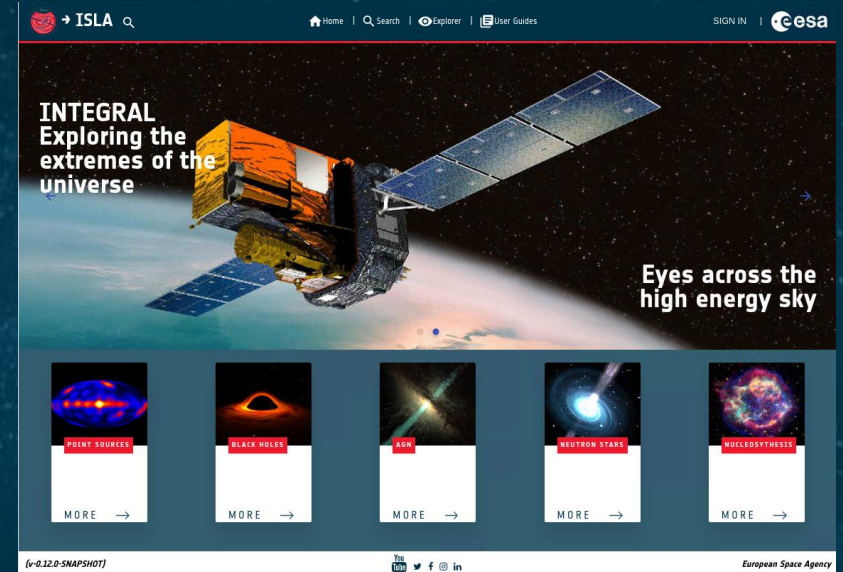 ISLA
Home | Search | Explorer | User Guides
SIGN IN | esa
INTEGRAL
Exploring the
extremes of the
universe
Eyes across the
high energy sky
POINT SOURCES
MORE
BLACK HOLES
MORE
AGN
MORE
NEUTRON STARS
MORE
NUCLEOSYTHESIS
MORE
(v-0.12.0-SNAPSHOT)
You
Tube
f
in
European Space Agency